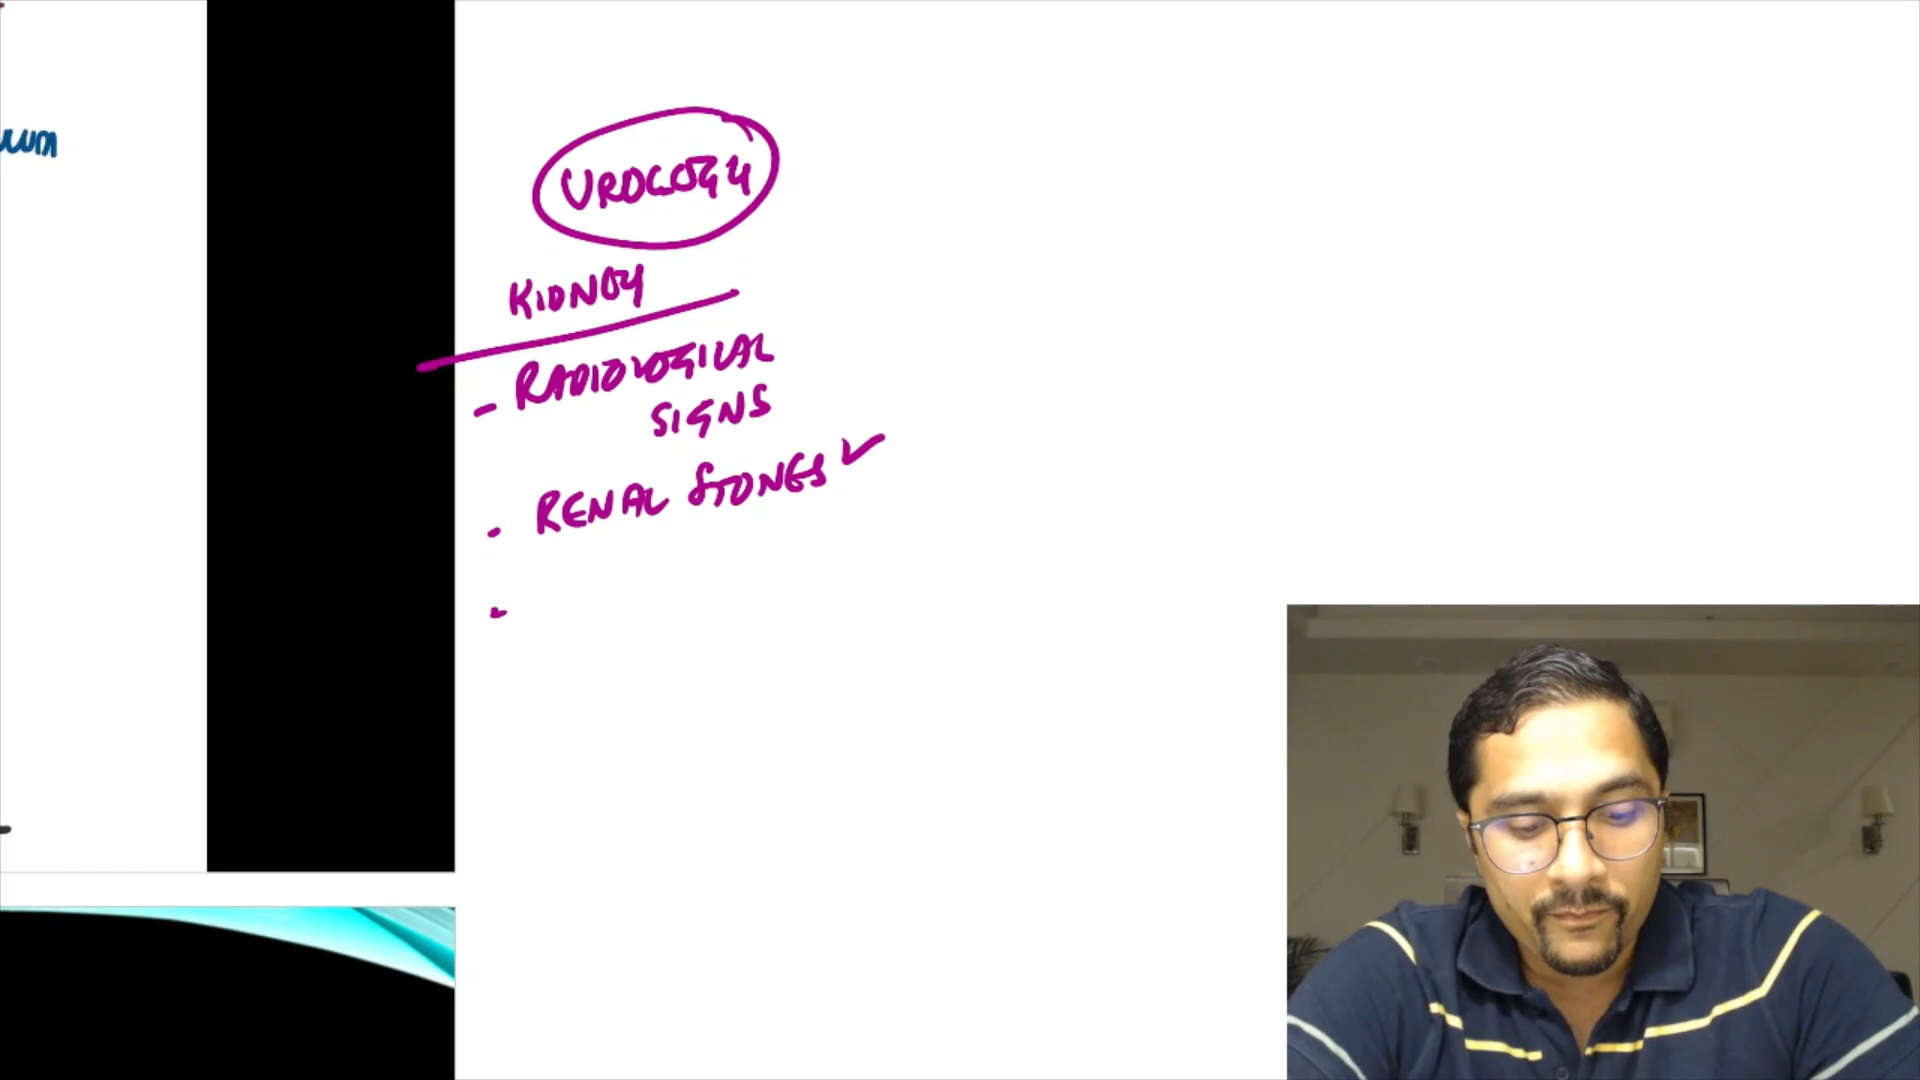 UROLOGY
KIDNEY
- RADIOLOGICAL
SIGNS
- RENAL STONES ✓
-